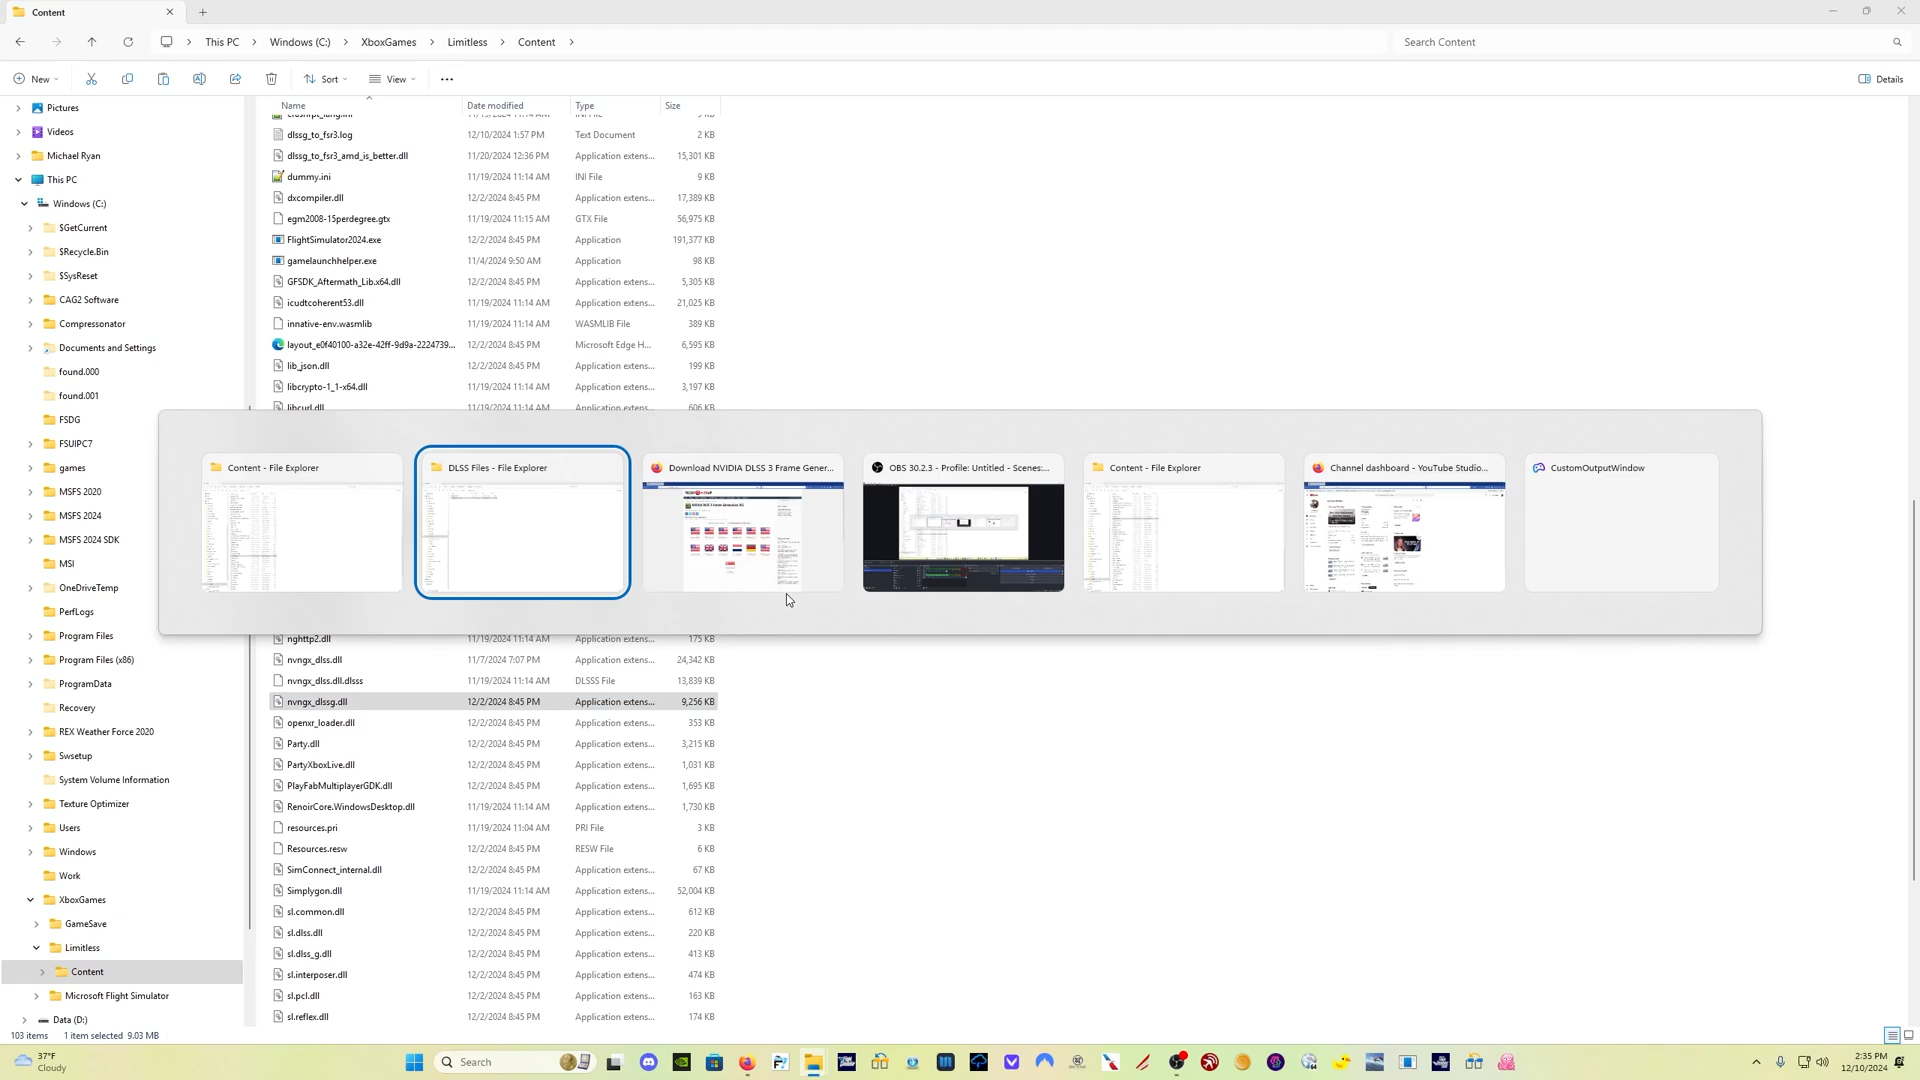 Content
This PC > Windows (C:) > XboxGames > Limitless > Content >
Search Content
New
Sort
View
Details
Pictures
Videos
Michael Ryan
This PC
Windows (C:)
$GetCurrent
$Recycle.Bin
$SysReset
CAG2 Software
Compressonator
Documents and Settings
found.000
found.001
FSDG
FSUIPC7
games
MSFS 2020
MSFS 2024
MSFS 2024 SDK
MSI
OneDriveTemp
PerfLogs
Program Files
Program Files (x86)
ProgramData
Recovery
REX Weather Force 2020
Swsetup
System Volume Information
Texture Optimizer
Users
Windows
Work
XboxGames
GameSave
Limitless
Content
Microsoft Flight Simulator
Data (D:)
Name Date modified Type Size
dlssg_to_fsr3.log 12/10/2024 1:57 PM Text Document 2 KB
dlssg_to_fsr3_amd_is_better.dll 11/20/2024 12:36 PM Application extens... 15,301 KB
dummy.ini 11/19/2024 11:14 AM INI File 9 KB
dxcompiler.dll 12/2/2024 8:45 PM Application extens... 17,389 KB
egm2008-15perdegree.gtx 11/19/2024 11:15 AM GTX File 56,975 KB
FlightSimulator2024.exe 12/2/2024 8:45 PM Application 191,377 KB
gamelaunchhelper.exe 11/4/2024 9:50 AM Application 98 KB
GFSDK_Aftermath_Lib.x64.dll 12/2/2024 8:45 PM Application extens... 5,305 KB
icudtcoherent53.dll 11/19/2024 11:14 AM Application extens... 21,025 KB
innative-env.wasmlib 11/19/2024 11:14 AM WASMLIB File 389 KB
layout_e0f40100-a32e-42ff-9d9a-2224739... 12/2/2024 8:45 PM Microsoft Edge H... 6,595 KB
lib_json.dll 12/2/2024 8:45 PM Application extens... 199 KB
libcrypto-1_1-x64.dll 11/19/2024 11:14 AM Application extens... 3,197 KB
libcurl.dll 11/19/2024 11:14 AM Application extens... 606 KB
Content - File Explorer
DLSS Files - File Explorer
Download NVIDIA DLSS 3 Frame Gener...
OBS 30.2.3 - Profile: Untitled - Scenes:...
Content - File Explorer
Channel dashboard - YouTube Studio...
CustomOutputWindow
nghttp2.dll 11/19/2024 11:14 AM Application extens... 175 KB
nvngx_dlss.dll 11/7/2024 7:07 PM Application extens... 24,342 KB
nvngx_dlss.dll.dlsss 11/19/2024 11:14 AM DLSSS File 13,839 KB
nvngx_dlssg.dll 12/2/2024 8:45 PM Application extens... 9,256 KB
openxr_loader.dll 12/2/2024 8:45 PM Application extens... 353 KB
Party.dll 12/2/2024 8:45 PM Application extens... 3,215 KB
PartyXboxLive.dll 12/2/2024 8:45 PM Application extens... 1,031 KB
PlayFabMultiplayerGDK.dll 12/2/2024 8:45 PM Application extens... 1,695 KB
RenoirCore.WindowsDesktop.dll 11/19/2024 11:14 AM Application extens... 1,730 KB
resources.pri 11/19/2024 11:04 AM PRI File 3 KB
Resources.resw 12/2/2024 8:45 PM RESW File 6 KB
SimConnect_internal.dll 12/2/2024 8:45 PM Application extens... 67 KB
Simplygon.dll 11/19/2024 11:14 AM Application extens... 52,004 KB
sl.common.dll 12/2/2024 8:45 PM Application extens... 612 KB
sl.dlss.dll 12/2/2024 8:45 PM Application extens... 220 KB
sl.dlss_g.dll 12/2/2024 8:45 PM Application extens... 413 KB
sl.interposer.dll 12/2/2024 8:45 PM Application extens... 474 KB
sl.pcl.dll 12/2/2024 8:45 PM Application extens... 163 KB
sl.reflex.dll 12/2/2024 8:45 PM Application extens... 174 KB
103 items 1 item selected 9.03 MB
37°F
Cloudy
Search
2:35 PM
12/10/2024